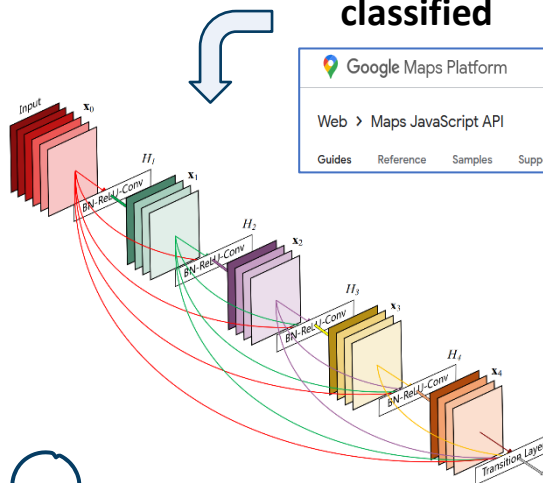 classified
Google Maps Platform
Web > Maps JavaScript API
Guides Reference Samples
Input
x0
H1
BN-ReLU-Conv
x1
H2
BN-ReLU-Conv
x2
H3
BN-ReLU-Conv
x3
H4
BN-ReLU-Conv
x4
Transition Layer